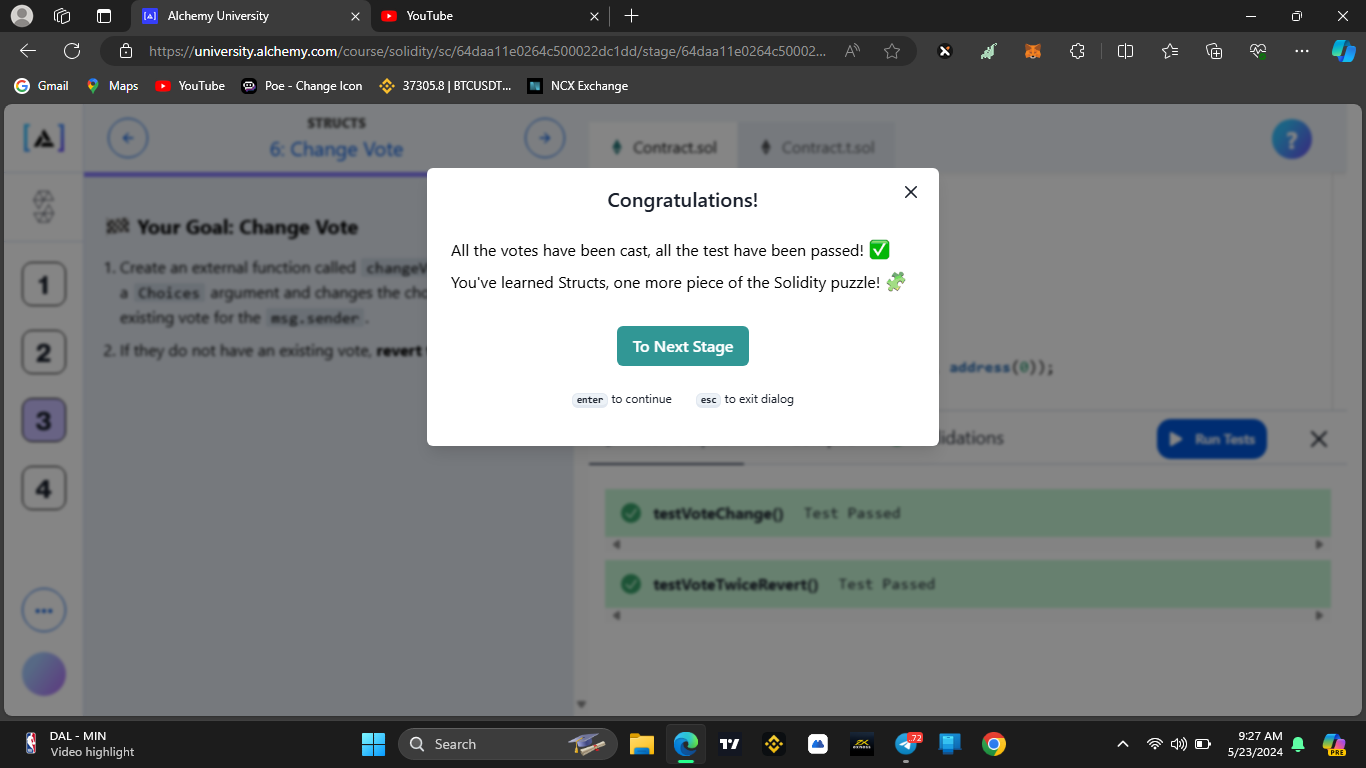 Alchemy University
YouTube
https://university.alchemy.com/course/solidity/sc/64daa11e0264c500022dc1dd/stage/64daa11e0264c50002...
Gmail
Maps
YouTube
Poe - Change Icon
37305.8 | BTCUSDT...
NCX Exchange
STRUCTS
6: Change Vote
Contract.sol
Contract.t.sol
?
Your Goal: Change Vote
1. Create an external function called changeV
a Choices argument and changes the cho
existing vote for the msg.sender.
2. If they do not have an existing vote, revert
1
2
3
4
Congratulations!
All the votes have been cast, all the test have been passed! ✅
You've learned Structs, one more piece of the Solidity puzzle! 🧩
To Next Stage
enter to continue
esc to exit dialog
address(0));
idations
Run Tests
testVoteChange() Test Passed
testVoteTwiceRevert() Test Passed
DAL - MIN
Video highlight
Search
.72
9:27 AM
5/23/2024
PRE